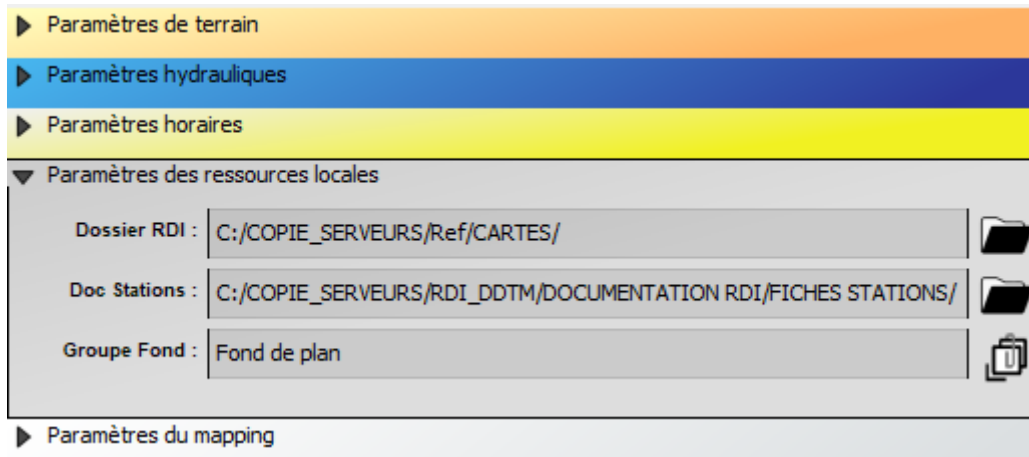 Paramètres de terrain
Paramètres hydrauliques
Paramètres horaires
Paramètres des ressources locales
Dossier RDI : C:/COPIE_SERVEURS/Ref/CARTES/
Doc Stations : C:/COPIE_SERVEURS/RDI_DDTM/DOCUMENTATION RDI/FICHES STATIONS/
Groupe Fond : Fond de plan
Paramètres du mapping